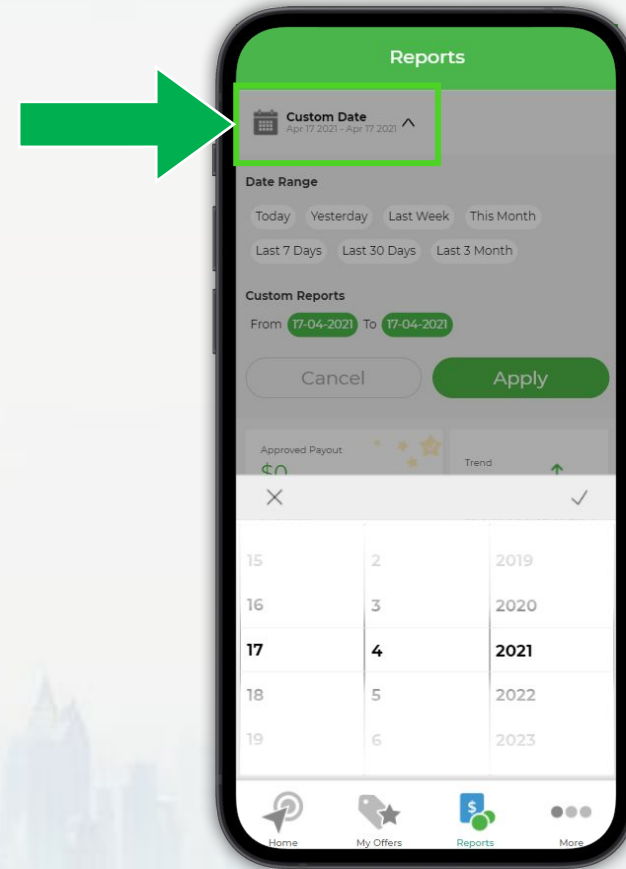 Reports
Custom Date
Apr 17 2021 - Apr 17 2021
Date Range
Today Yesterday Last Week This Month
Last 7 Days Last 30 Days Last 3 Month
Custom Reports
From 17-04-2021 To 17-04-2021
Cancel Apply
Approved Payout
$0
Trend
15 2 2019
16 3 2020
17 4 2021
18 5 2022
19 6 2023
$
Home My Offers Reports More